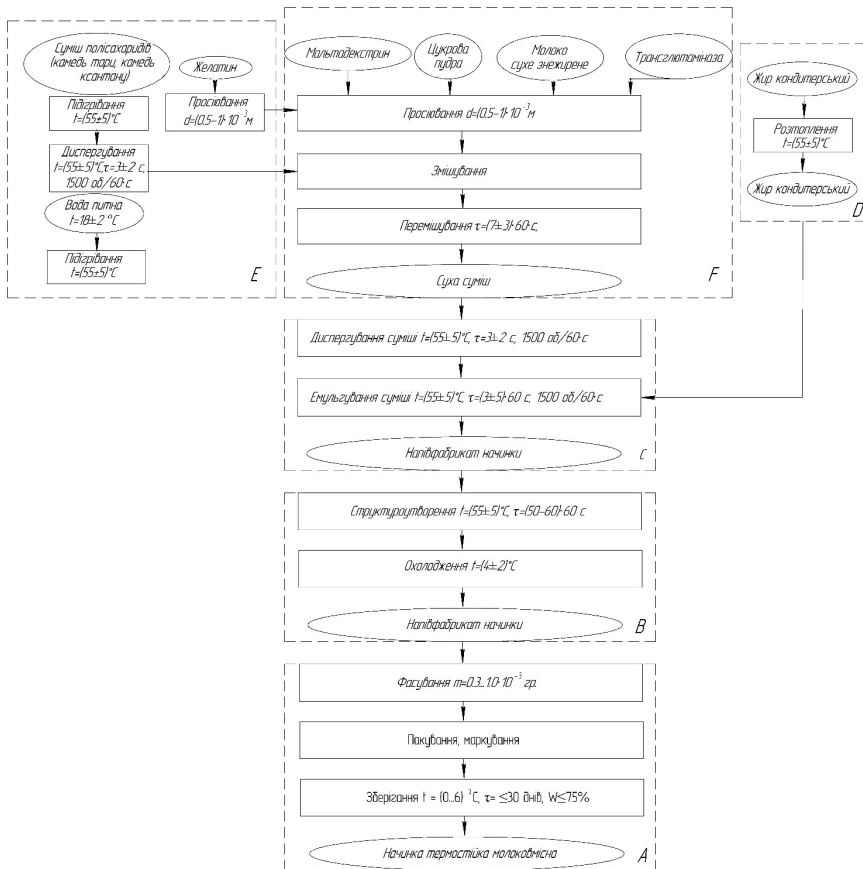 Суміш полісахаридів
(камедь тари, камедь
ксантану)
Підігрівання
t=(55±5)°C
Диспергування
t=(55±5)°C,τ=3±2 с,
1500 об/60·с
Вода питна
t=18±2 °C
Підігрівання
t=(55±5)°C
E
Желатин
Просіювання
d=(0.5–1)·10⁻³м
Мальтадекстрин
Цукрова
пудра
Молоко
сухе знежирене
Трансглютаміназа
Просіювання d=(0.5–1)·10⁻³м
Змішування
Перемішування τ=(7±3)·60·с,
Суха суміш
F
Жир кондитерський
Розтоплення
t=(55±5)°C
Жир кондитерський
D
Диспергування суміші t=(55±5)°C, τ=3±2 с, 1500 об/60·с
Емульгування суміші t=(55±5)°C, τ=(3±5)·60 с, 1500 об/60·с
Напівфабрикат начинки
C
Структуроутворення t=(55±5)°C, τ=(50–60)·60 с
Охолодження t=(4±2)°C
Напівфабрикат начинки
B
Фасування m=0.3...1.0·10⁻³ гр.
Пакування, маркування
Зберігання t = (0...6) ³C, τ= ≤30 днів, W≤75%
Начинка термостійка молоковмісна
A